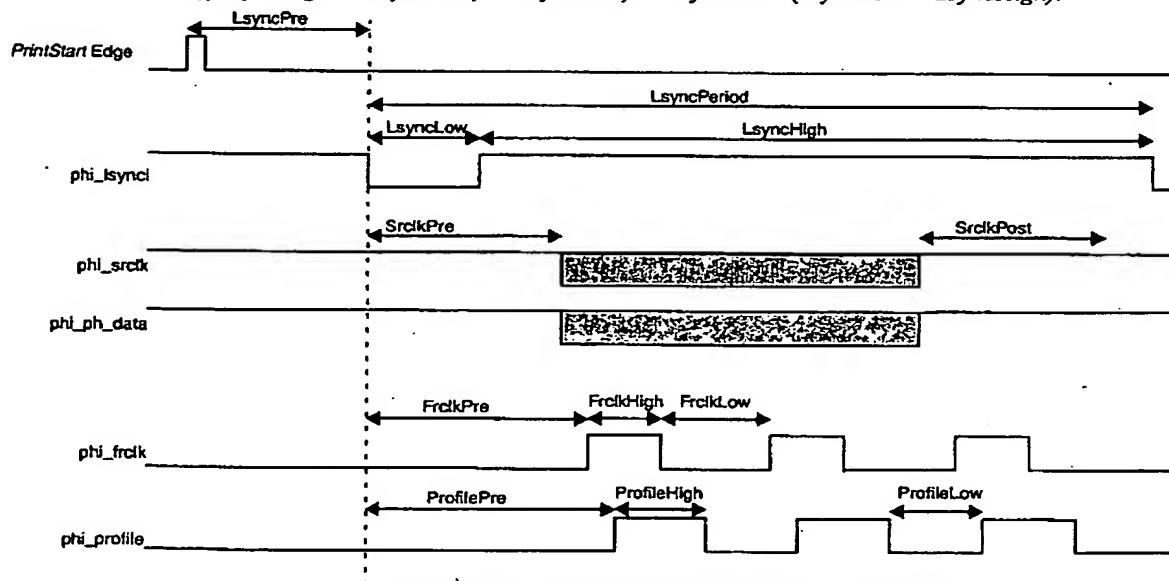 LsyncPre
PrintStart Edge
LsyncPeriod
LsyncLow
LsyncHigh
phi_lsyncl
SrclkPre
SrclkPost
phi_srclk
phi_ph_data
FrclkPre
FrclkHigh
FrclkLow
phi_frclk
ProfilePre
ProfileHigh
ProfileLow
phi_profile